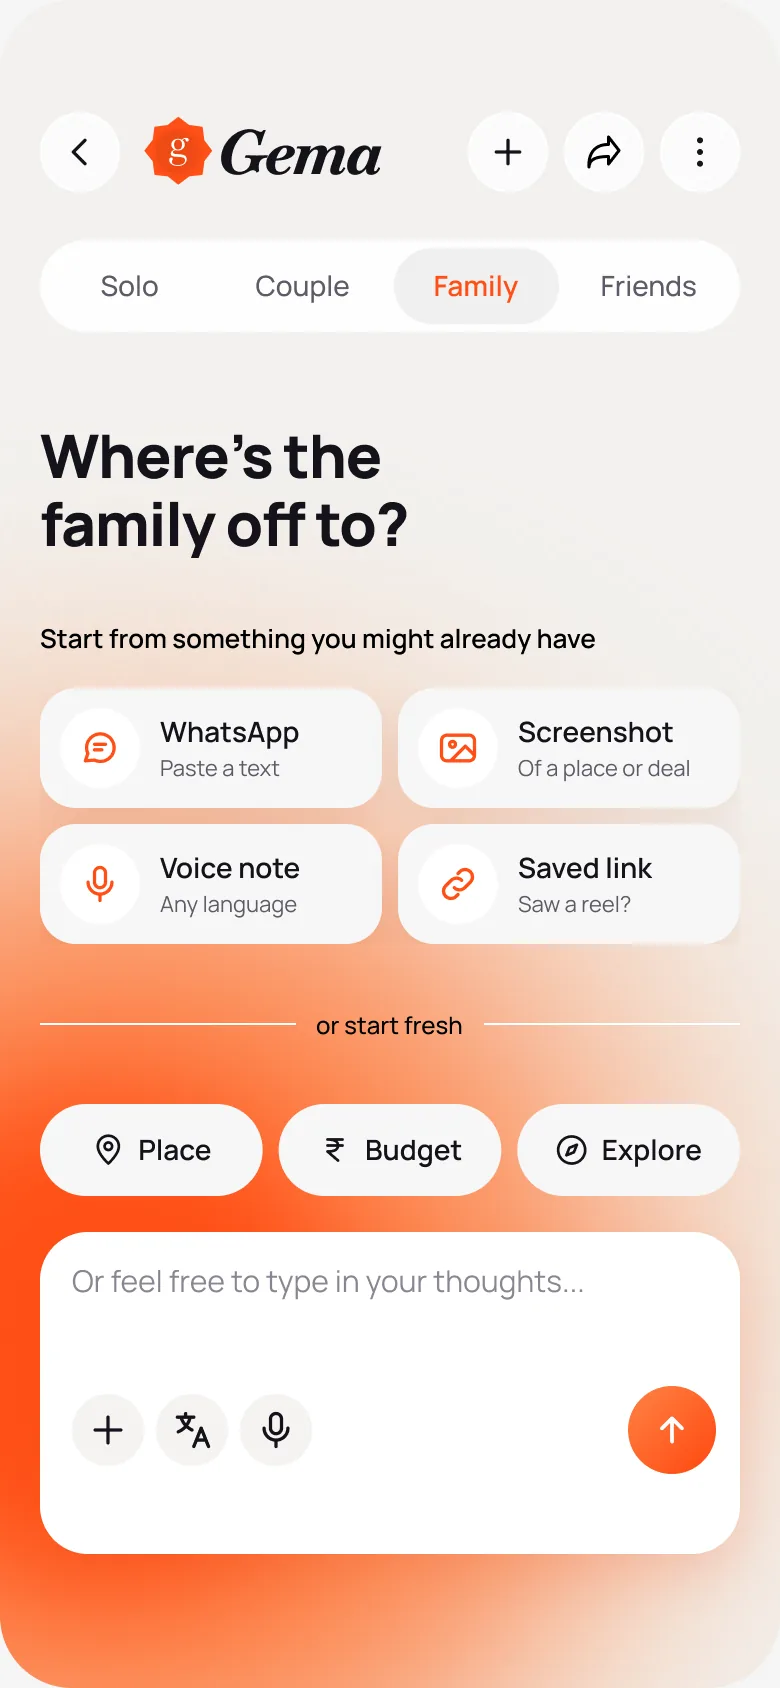 g Gema
Solo Couple Family Friends
Where's the
family off to?
Start from something you might already have
WhatsApp
Paste a text
Screenshot
Of a place or deal
Voice note
Any language
Saved link
Saw a reel?
or start fresh
Place ₹ Budget Explore
Or feel free to type in your thoughts...
文A